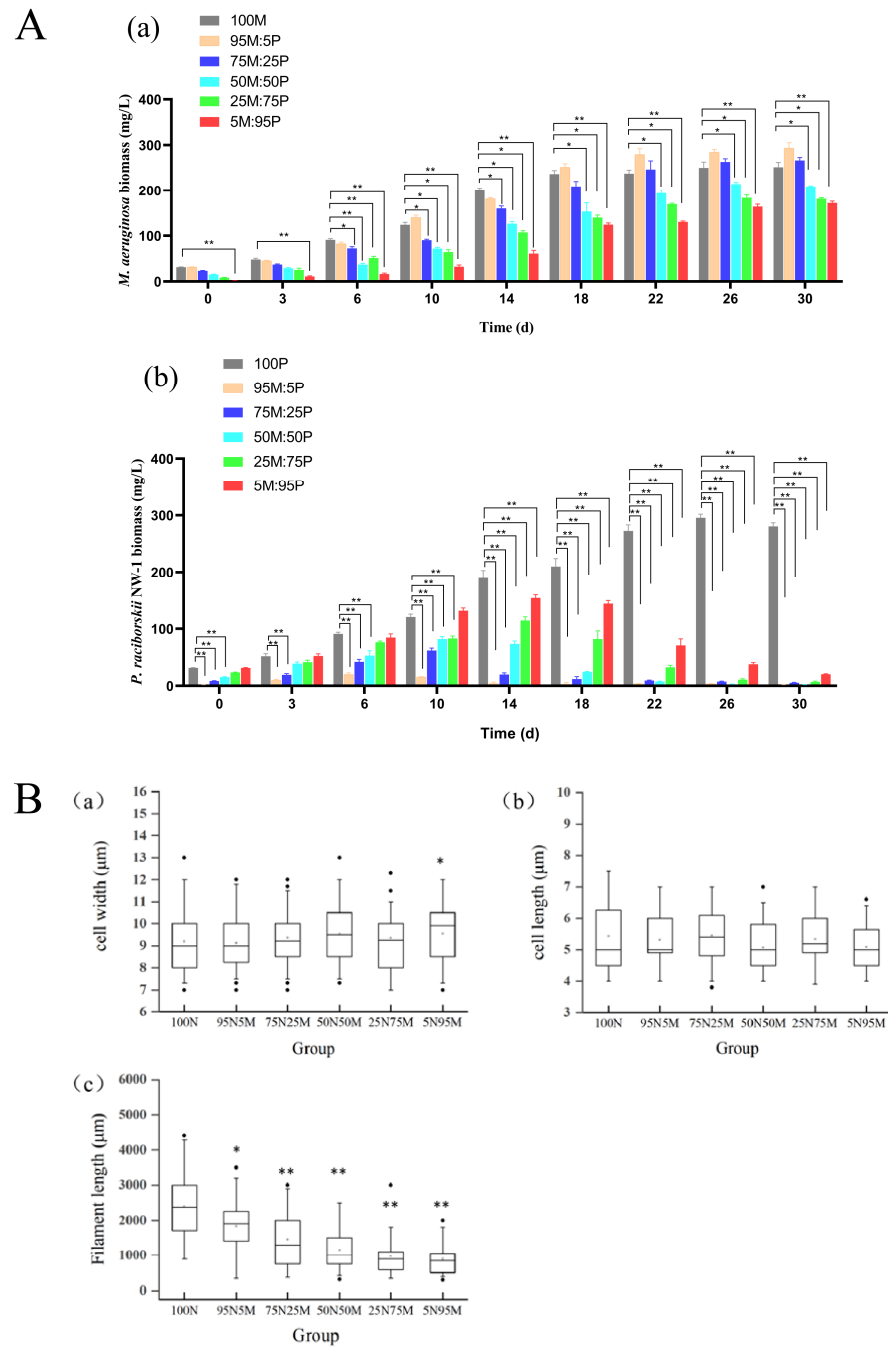 A
(a)
100M
95M:5P
75M:25P
50M:50P
25M:75P
5M:95P
M. aeruginosa biomass (mg/L)
400
300
200
100
0
** ** ** ** ** * ** * * * ** * * * ** * * ** * * ** * * ** * *
0 3 6 10 14 18 22 26 30
Time (d)
(b)
100P
95M:5P
75M:25P
50M:50P
25M:75P
5M:95P
P. raciborskii NW-1 biomass (mg/L)
400
300
200
100
0
0 3 6 10 14 18 22 26 30
Time (d)
B
(a)
cell width (μm)
16
15
14
13
12
11
10
9
8
7
6
*
100N 95N5M 75N25M 50N50M 25N75M 5N95M
Group
(b)
cell length (μm)
10
9
8
7
6
5
4
3
100N 95N5M 75N25M 50N50M 25N75M 5N95M
Group
(c)
Filament length (μm)
6000
5000
4000
3000
2000
1000
0
* ** ** ** **
100N 95N5M 75N25M 50N50M 25N75M 5N95M
Group